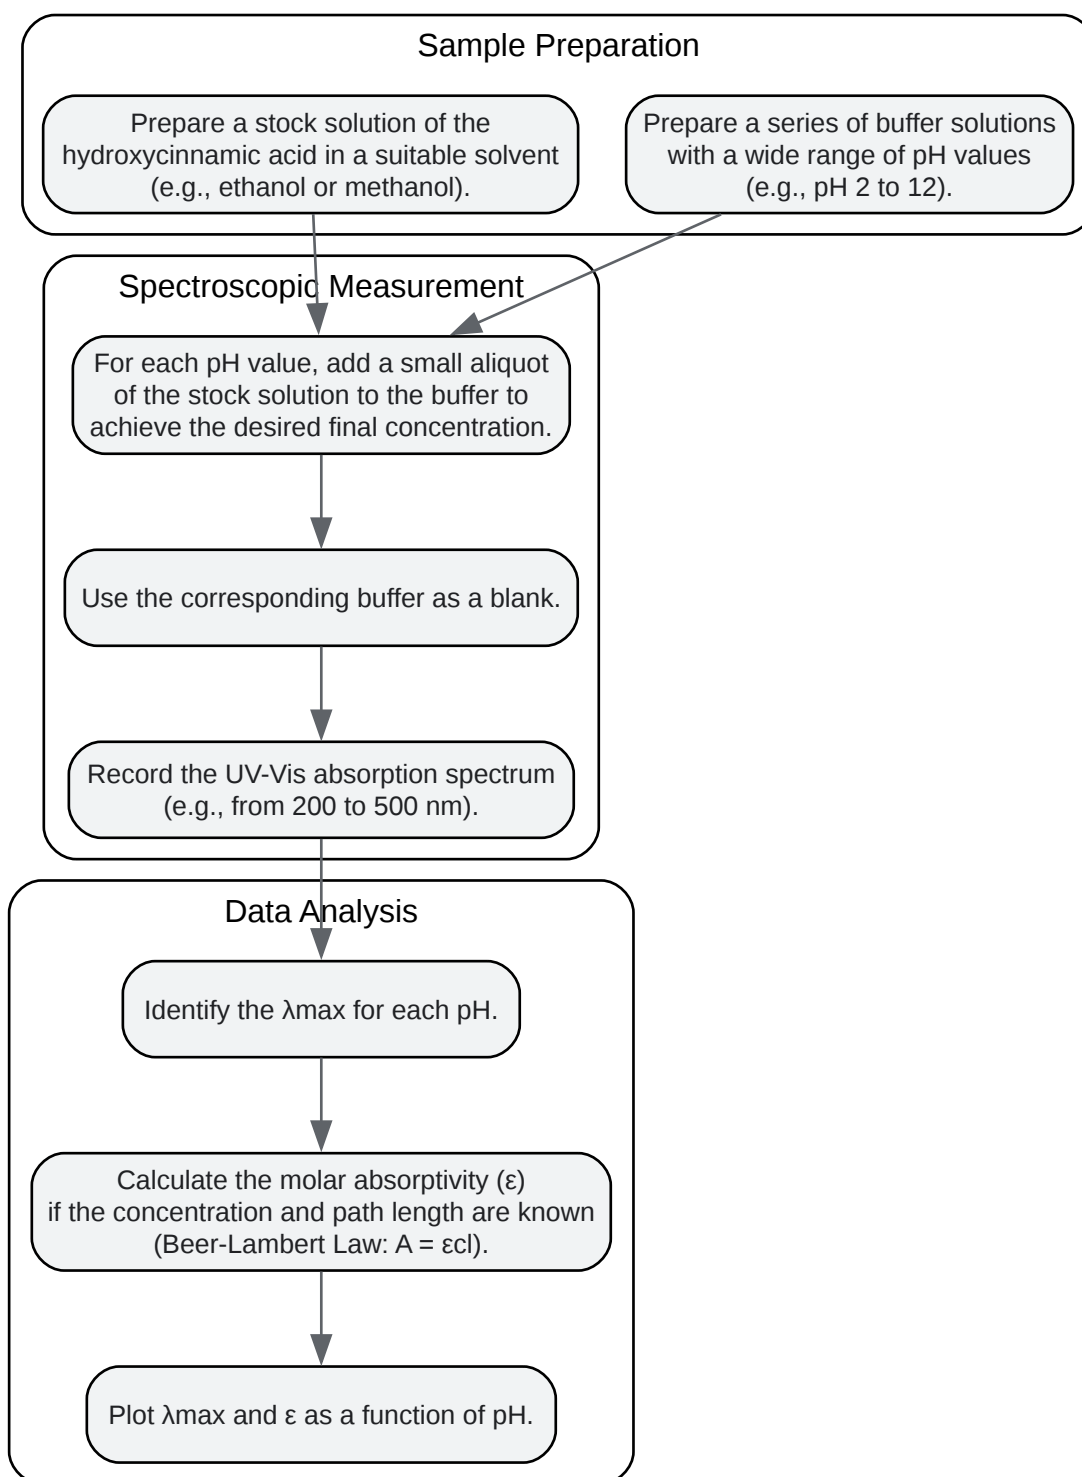 Sample Preparation
Prepare a stock solution of the
hydroxycinnamic acid in a suitable solvent
(e.g., ethanol or methanol).
Prepare a series of buffer solutions
with a wide range of pH values
(e.g., pH 2 to 12).
Spectroscopic Measurement
For each pH value, add a small aliquot
of the stock solution to the buffer to
achieve the desired final concentration.
Use the corresponding buffer as a blank.
Record the UV-Vis absorption spectrum
(e.g., from 200 to 500 nm).
Data Analysis
Identify the λmax for each pH.
Calculate the molar absorptivity (ε)
if the concentration and path length are known
(Beer-Lambert Law: A = εcl).
Plot λmax and ε as a function of pH.